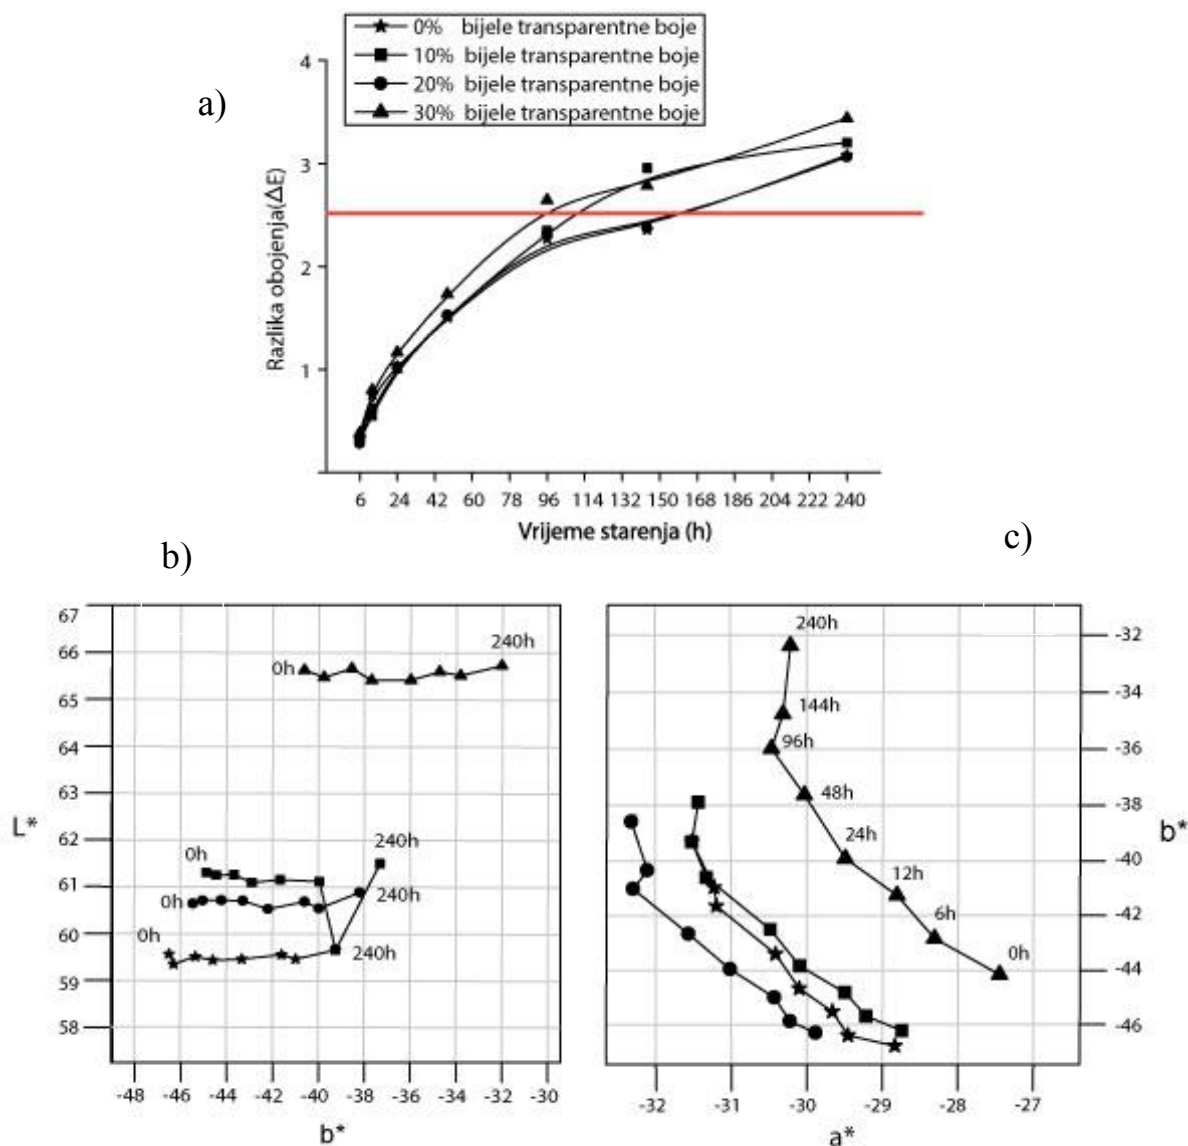 0% bijele transparentne boje
10% bijele transparentne boje
20% bijele transparentne boje
30% bijele transparentne boje
a)
4
3
2
1
Razlika obojenja(ΔE)
6 24 42 60 78 96 114 132 150 168 186 204 222 240
Vrijeme starenja (h)
b)
67
66
65
64
63
62
61
60
59
58
L*
0h 240h
0h 240h
0h 240h
0h 240h
-48 -46 -44 -42 -40 -38 -36 -34 -32 -30
b*
c)
240h
144h
96h
48h
24h
12h
6h
0h
-32
-34
-36
-38
-40
-42
-44
-46
b*
-32 -31 -30 -29 -28 -27
a*